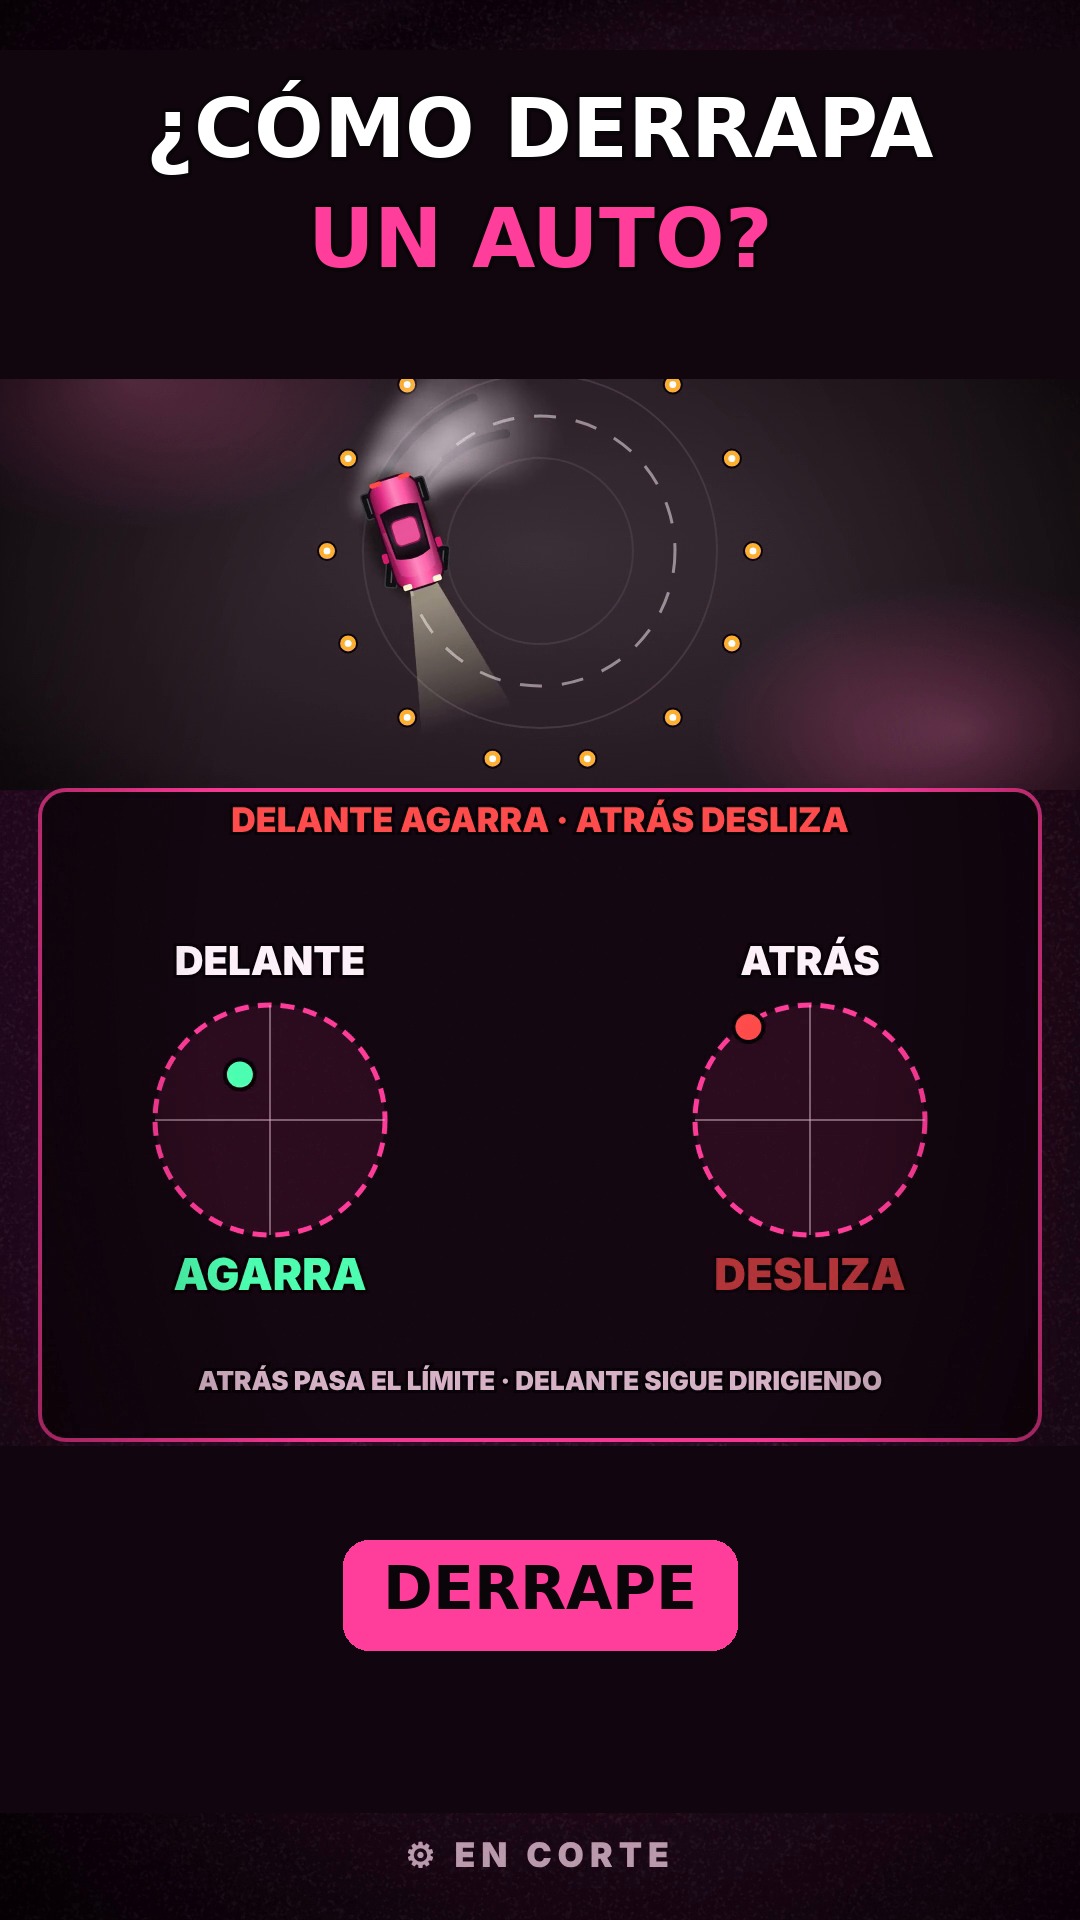 ¿CÓMO DERRAPA
UN AUTO?
DELANTE AGARRA · ATRÁS DESLIZA
DELANTE
ATRÁS
AGARRA
DESLIZA
ATRÁS PASA EL LÍMITE · DELANTE SIGUE DIRIGIENDO
DERRAPE
⚙ EN CORTE